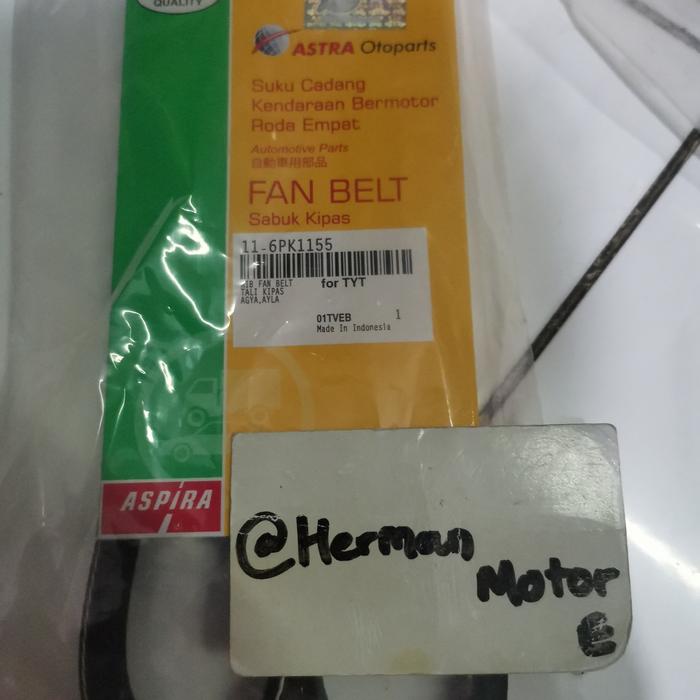 QUALITY
ASTRA Otoparts
Suku Cadang
Kendaraan Bermotor
Roda Empat
Automotive Parts
自動車用部品
FAN BELT
Sabuk Kipas
11-6PK1155
RIB FAN BELT
TALI KIPAS
AGYA,AYLA
for TYT
01TVEB 1
Made In Indonesia
ASPIRA
@Herman
Motor
E